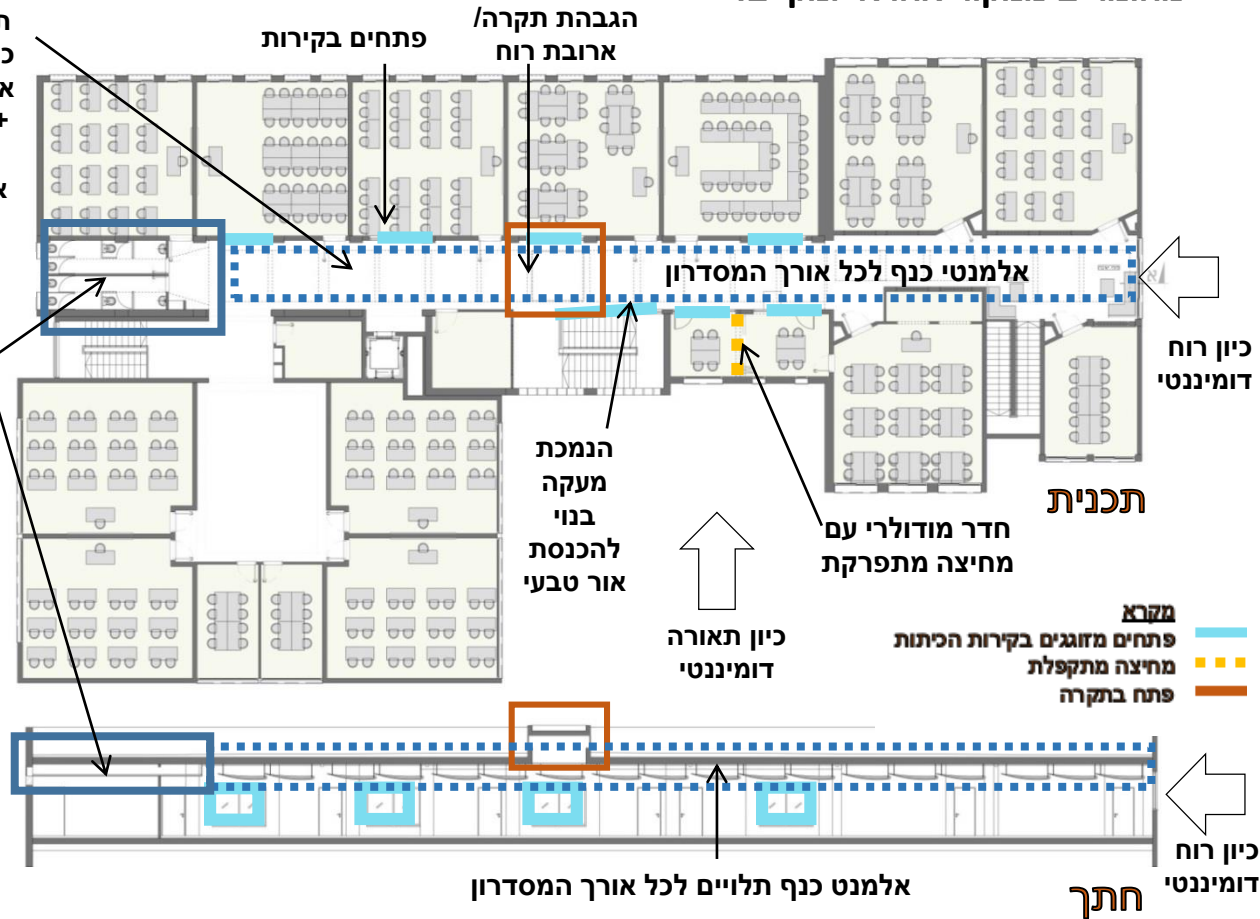 הגבהת תקרה/
ארובת רוח
פתחים בקירות
+
אלמנטי כנף לכל אורך המסדרון
כיון רוח
דומיננטי
הנמכת
מעקה
בנוי
להכנסת
אור טבעי
חדר מודולרי עם
מחיצה מתפרקת
תכנית
כיון תאורה
דומיננטי
מקרא
פתחים מזוגגים בקירות הכיתות
מחיצה מתקפלת
פתח בתקרה
כיון רוח
דומיננטי
אלמנט כנף תלויים לכל אורך המסדרון
חתך